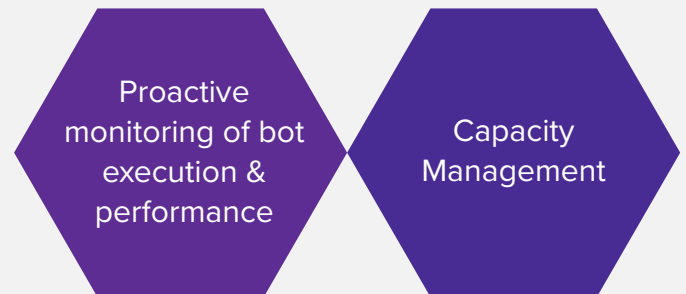 Proactive
monitoring of bot
execution &
performance
Capacity
Management